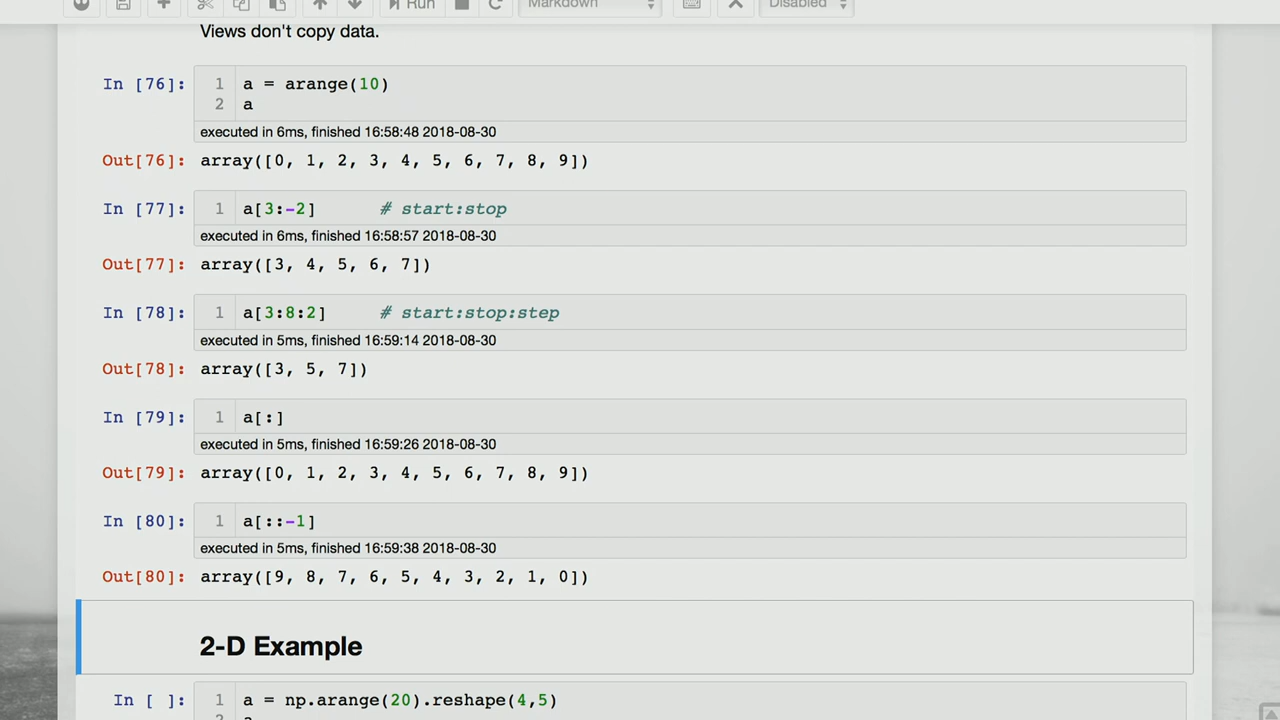 Run
Markdown
Disabled
Views don't copy data.
In [76]:
1 a = arange(10)
2 a
executed in 6ms, finished 16:58:48 2018-08-30
Out[76]: array([0, 1, 2, 3, 4, 5, 6, 7, 8, 9])
In [77]: 1 a[3:-2] # start:stop
executed in 6ms, finished 16:58:57 2018-08-30
Out[77]: array([3, 4, 5, 6, 7])
In [78]: 1 a[3:8:2] # start:stop:step
executed in 5ms, finished 16:59:14 2018-08-30
Out[78]: array([3, 5, 7])
In [79]: 1 a[:]
executed in 5ms, finished 16:59:26 2018-08-30
Out[79]: array([0, 1, 2, 3, 4, 5, 6, 7, 8, 9])
In [80]: 1 a[::-1]
executed in 5ms, finished 16:59:38 2018-08-30
Out[80]: array([9, 8, 7, 6, 5, 4, 3, 2, 1, 0])
2-D Example
In [ ]: 1 a = np.arange(20).reshape(4,5)
2 a